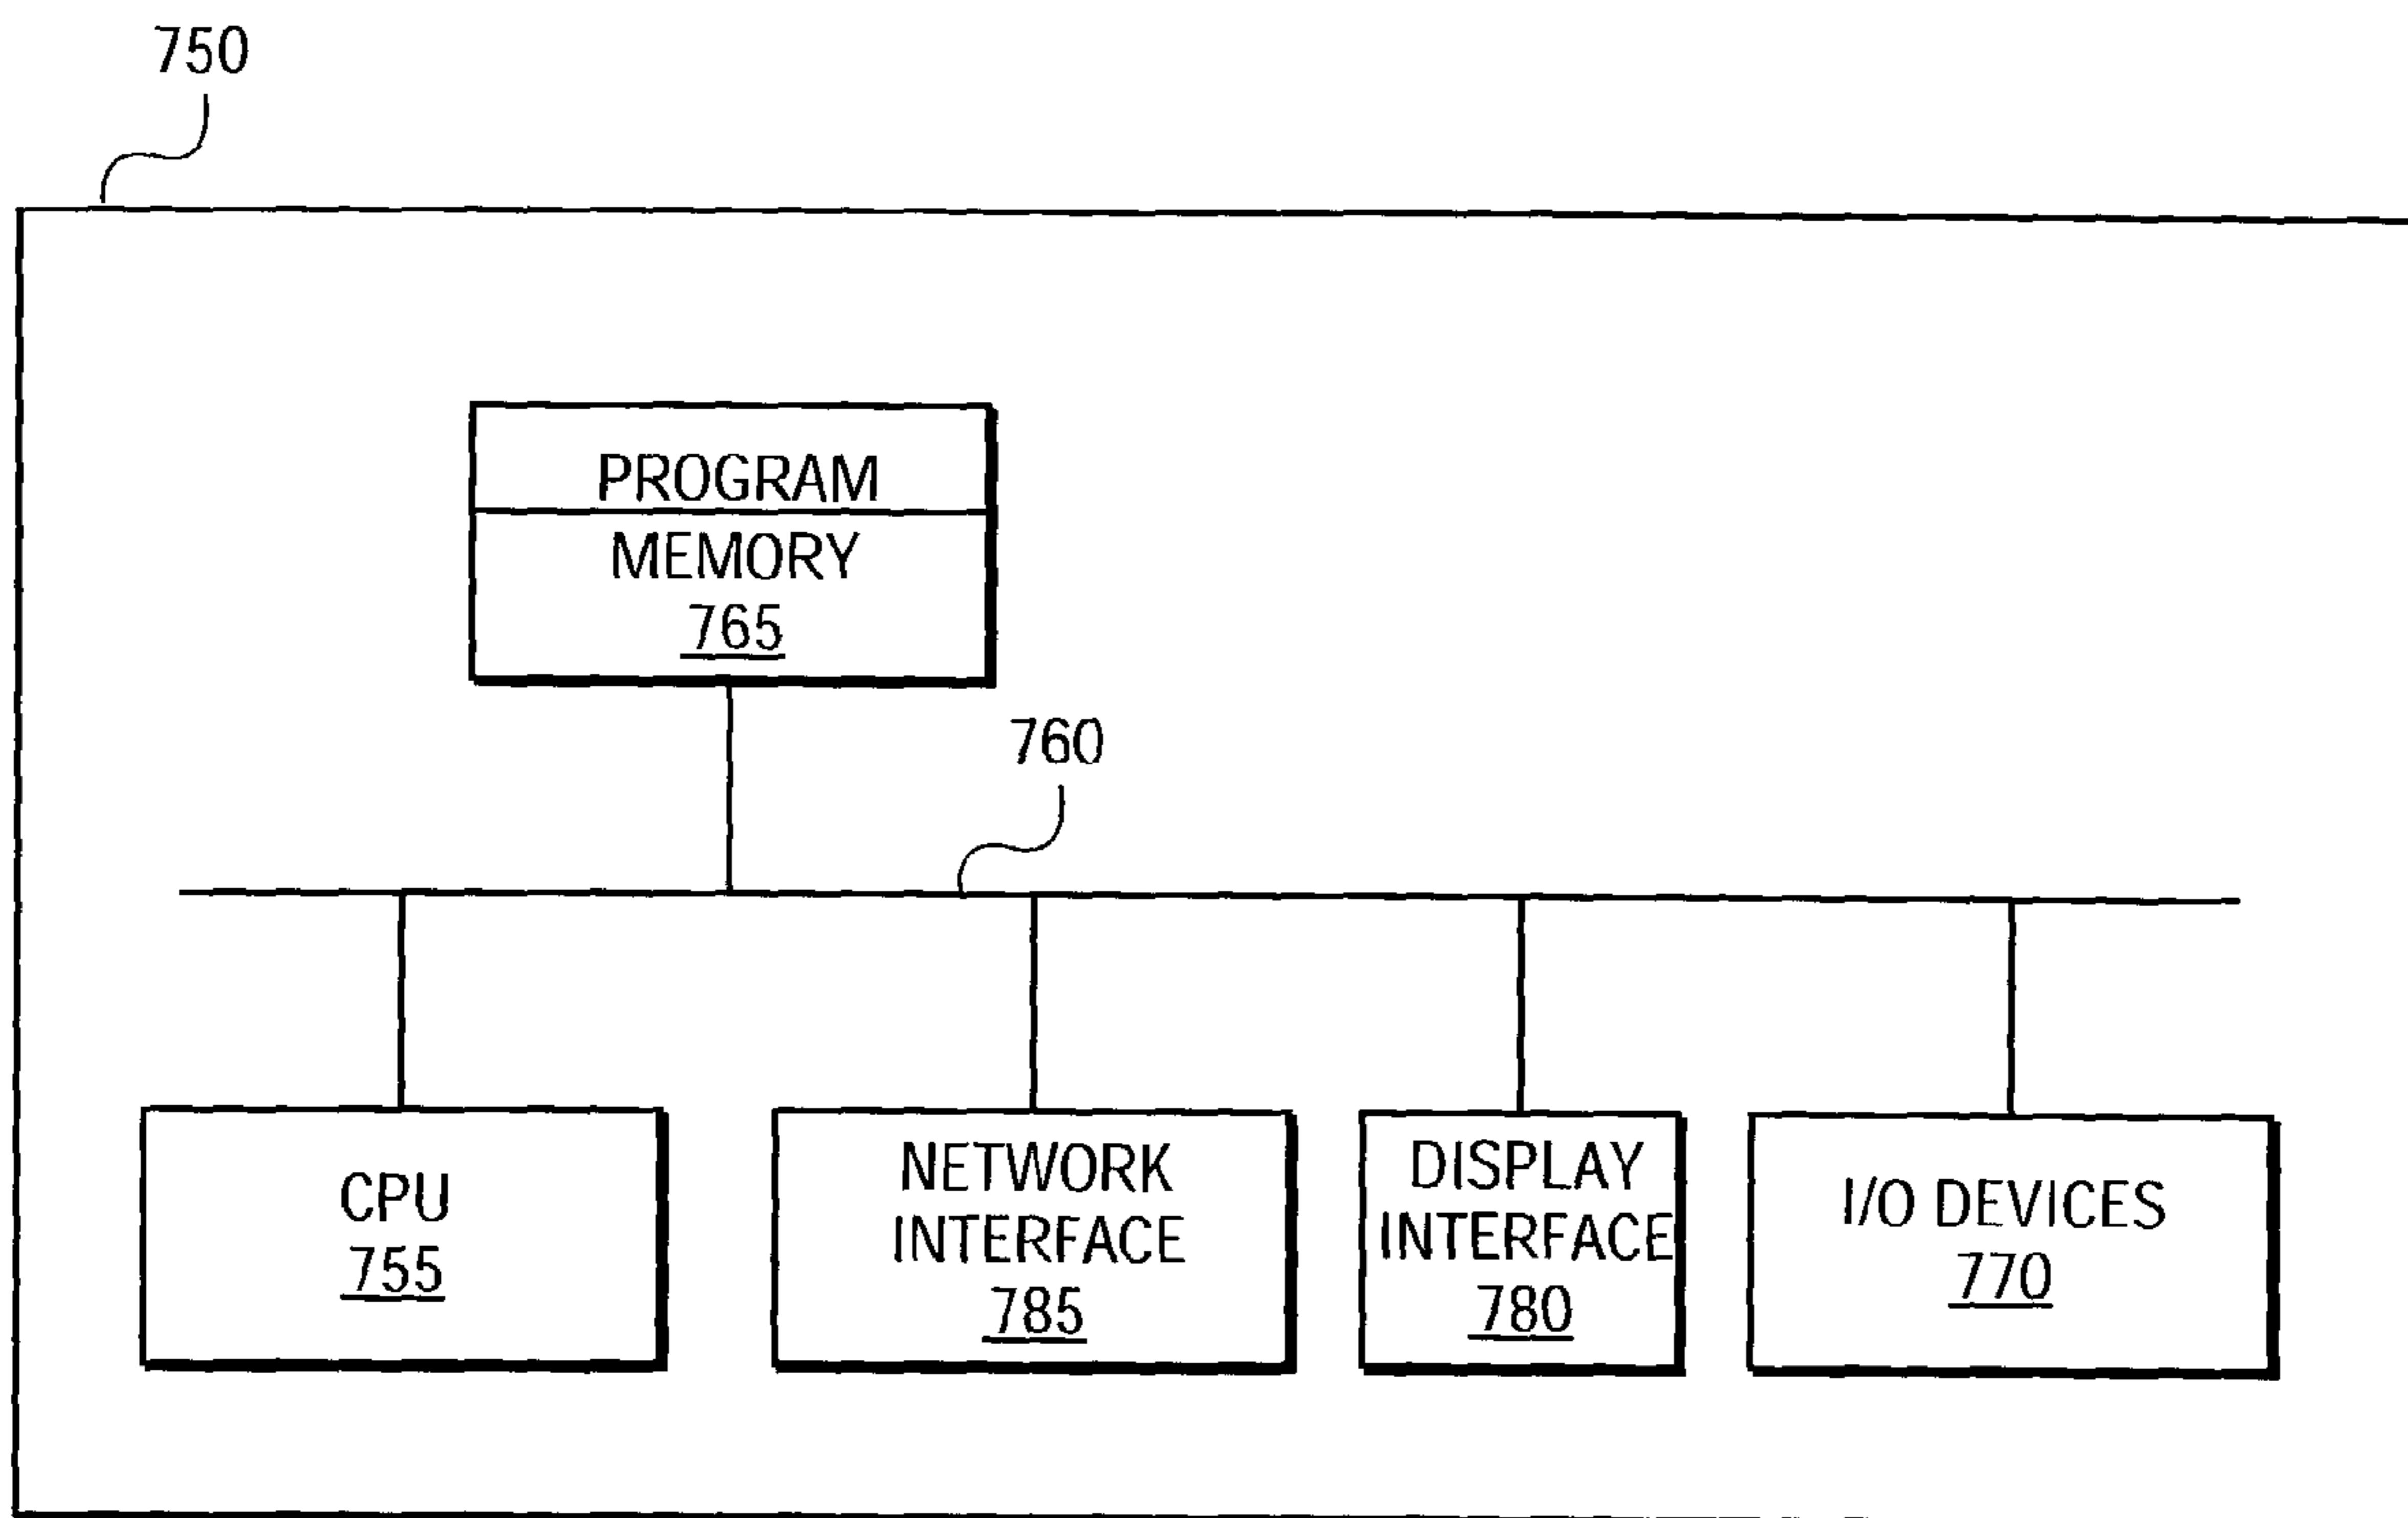 750
PROGRAM
MEMORY
765
760
CPU
755
NETWORK
INTERFACE
785
DISPLAY
INTERFACE
780
I/O DEVICES
770